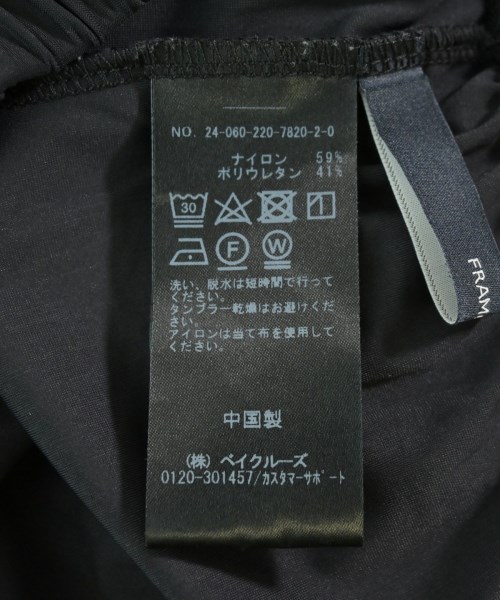 NO. 24-060-220-7820-2-0
ナイロン 59%
ポリウレタン 41%
30
F W
洗い、脱水は短時間で行って
ください。
タンブラー乾燥はお避けくだ
さい。
アイロンは当て布を使用して
ください。
中国製
(株) ベイクルーズ
0120-301457/カスタマーサポート
FRAM